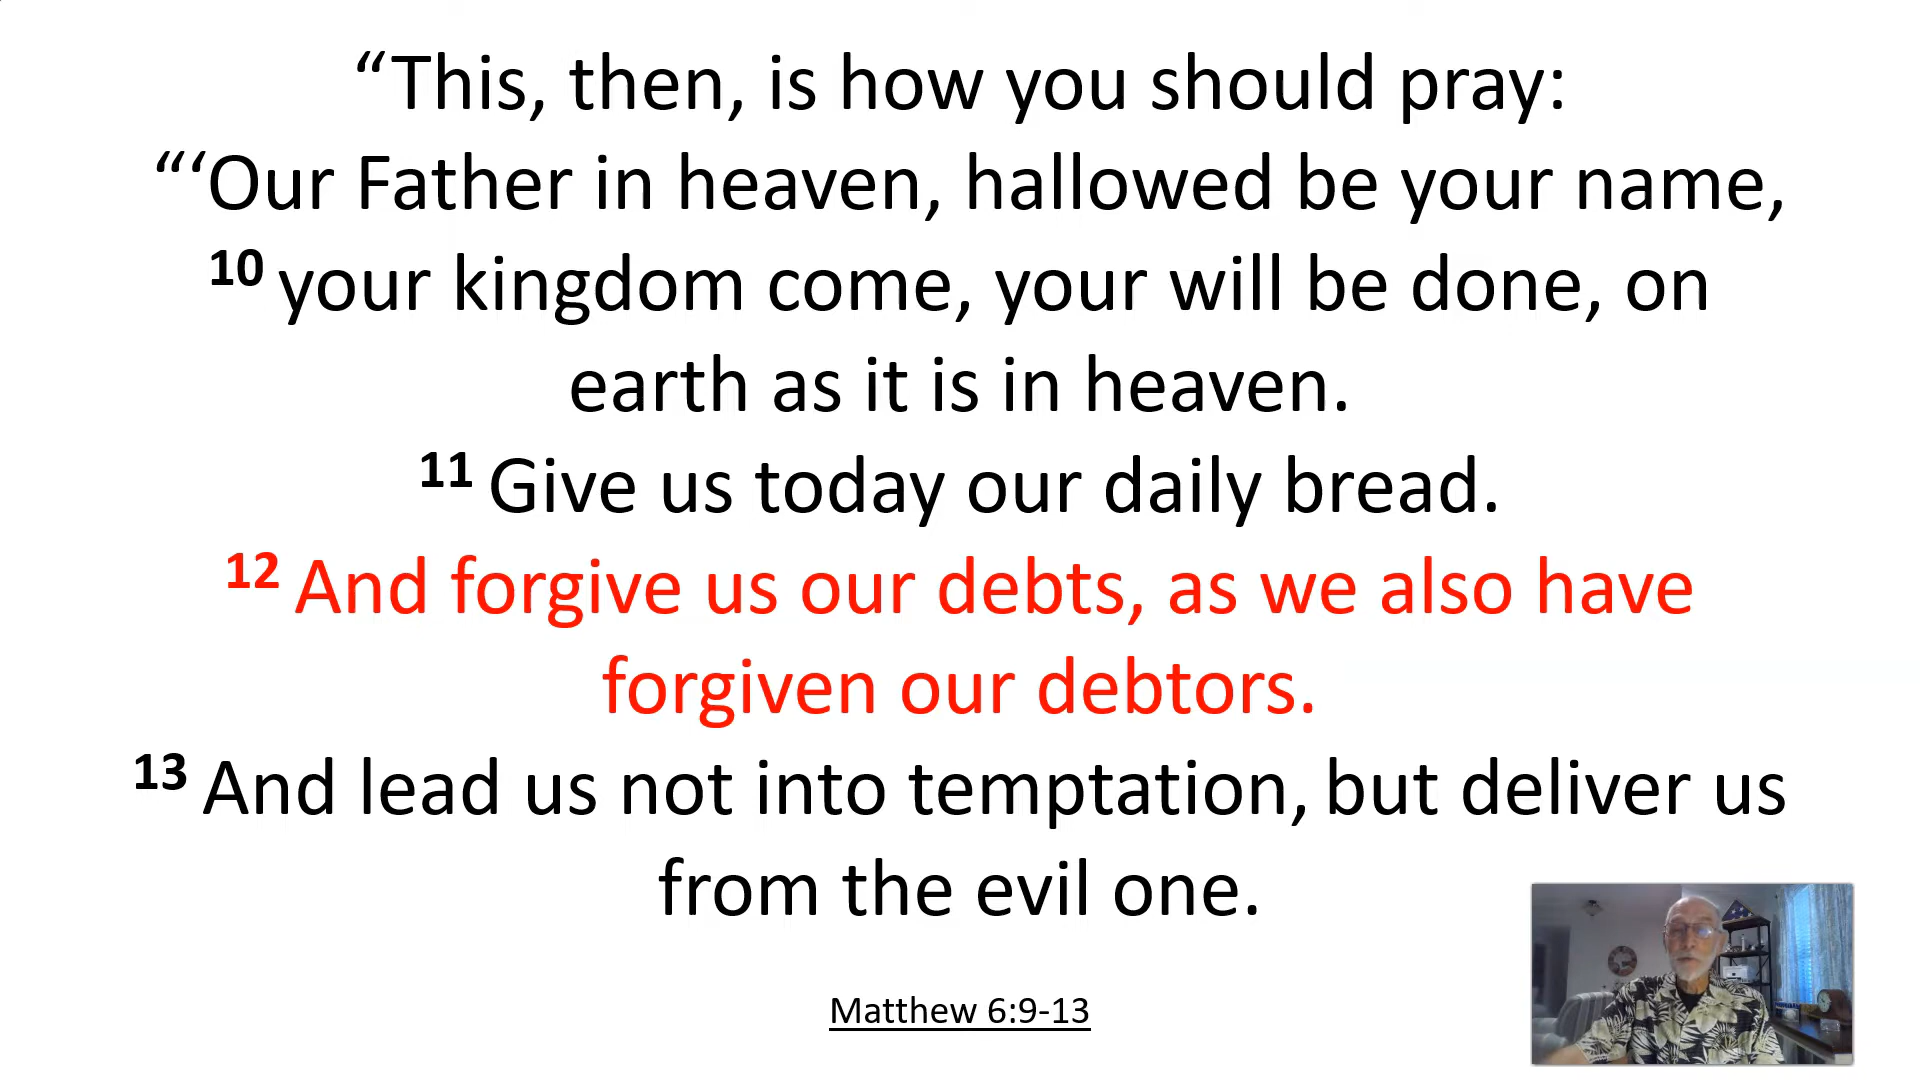 “This, then, is how you should pray:
“‘Our Father in heaven, hallowed be your name,
10 your kingdom come, your will be done, on
earth as it is in heaven.
11 Give us today our daily bread.
12 And forgive us our debts, as we also have
forgiven our debtors.
13 And lead us not into temptation, but deliver us
from the evil one.
Matthew 6:9-13